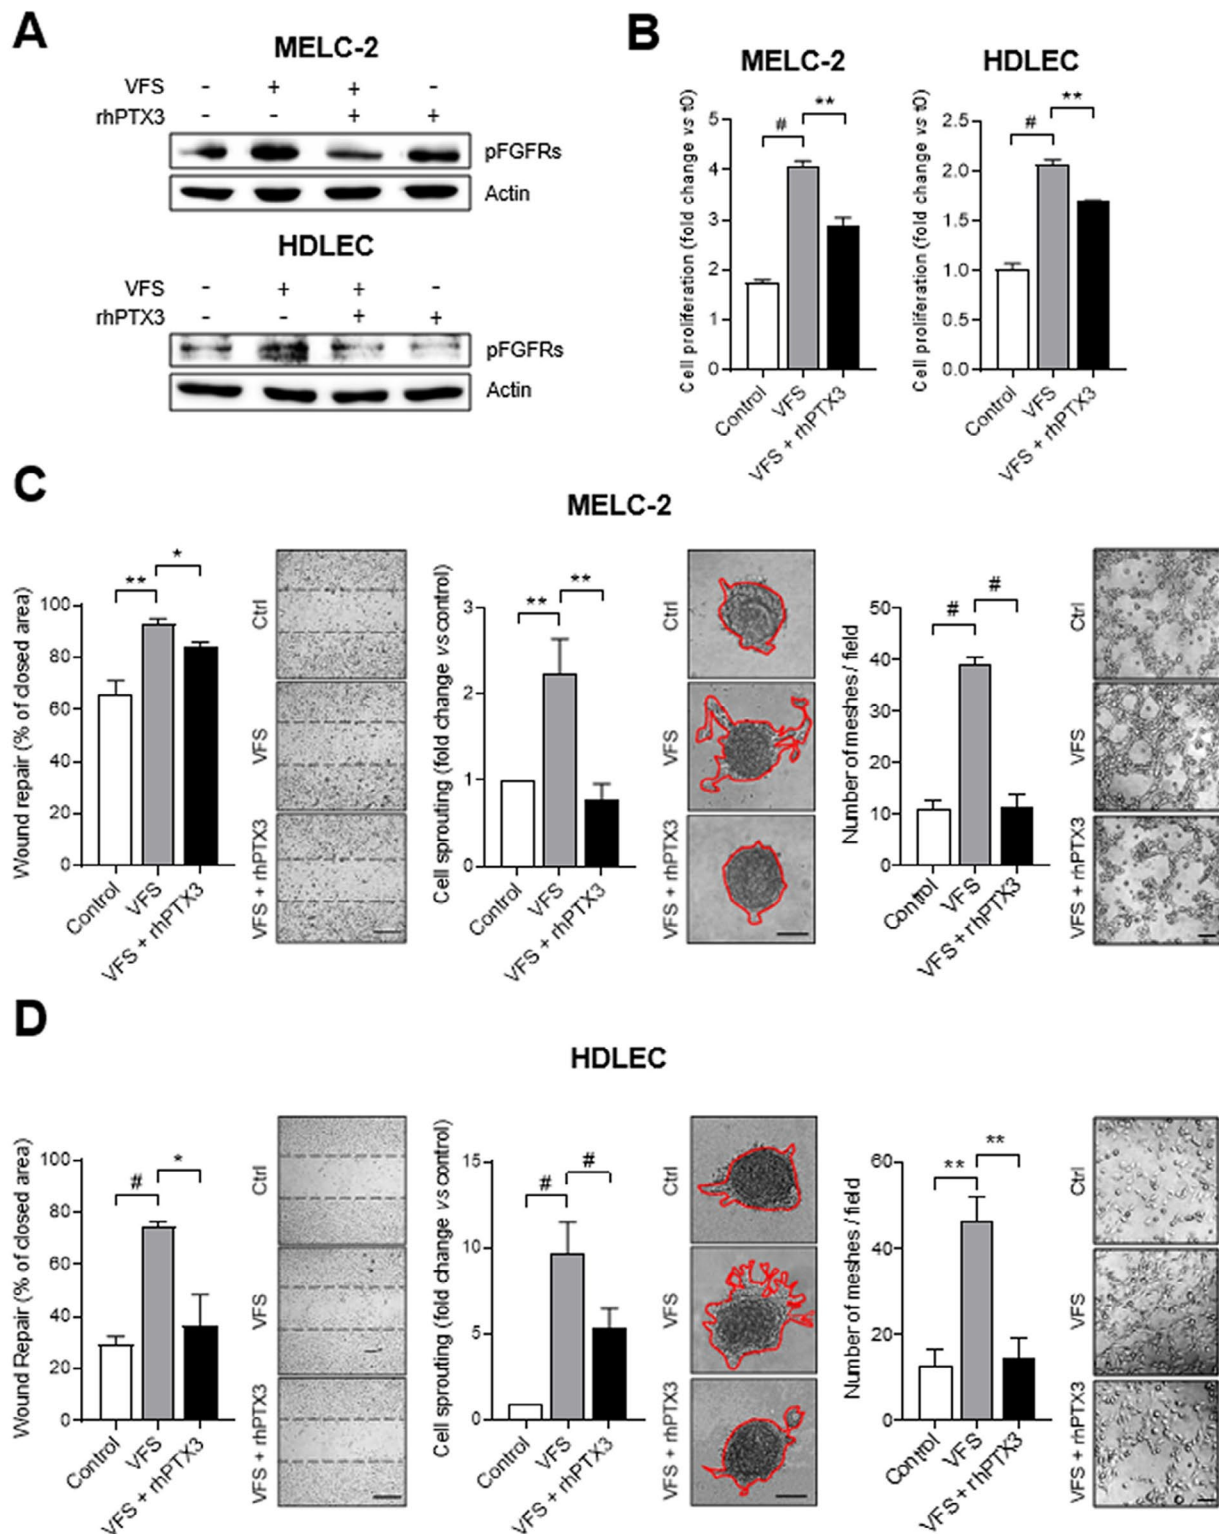 A
MELC-2
VFS - + + -
rhPTX3 - - + +
pFGFRs
Actin
HDLEC
VFS - + + -
rhPTX3 - - + +
pFGFRs
Actin
B
MELC-2
Cell proliferation (fold change vs t0)
5
4
3
2
1
0
#
**
Control
VFS
VFS + rhPTX3
HDLEC
Cell proliferation (fold change vs t0)
2.5
2.0
1.5
1.0
0.5
0.0
#
**
Control
VFS
VFS + rhPTX3
C
MELC-2
Wound repair (% of closed area)
100
80
60
40
20
0
**
*
Control
VFS
VFS + rhPTX3
Ctrl
VFS
VFS + rhPTX3
Cell sprouting (fold change vs control)
3
2
1
0
**
**
Control
VFS
VFS + rhPTX3
Number of meshes / field
50
40
30
20
10
0
#
#
Control
VFS
VFS + rhPTX3
Ctrl
VFS
VFS + rhPTX3
D
HDLEC
Wound Repair (% of closed area)
100
80
60
40
20
0
#
*
Control
VFS
VFS + rhPTX3
Ctrl
VFS
VFS + rhPTX3
Cell sprouting (fold change vs control)
15
10
5
0
#
#
Control
VFS
VFS + rhPTX3
Ctrl
VFS
VFS + rhPTX3
Number of meshes / field
60
40
20
0
**
**
Control
VFS
VFS + rhPTX3
Ctrl
VFS
VFS + rhPTX3